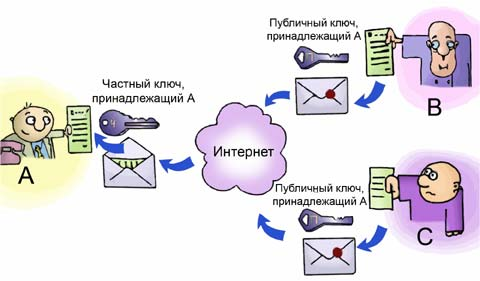 Публичный ключ,
принадлежащий А
B
Частный ключ,
принадлежащий А
A
Интернет
Публичный ключ,
принадлежащий А
C